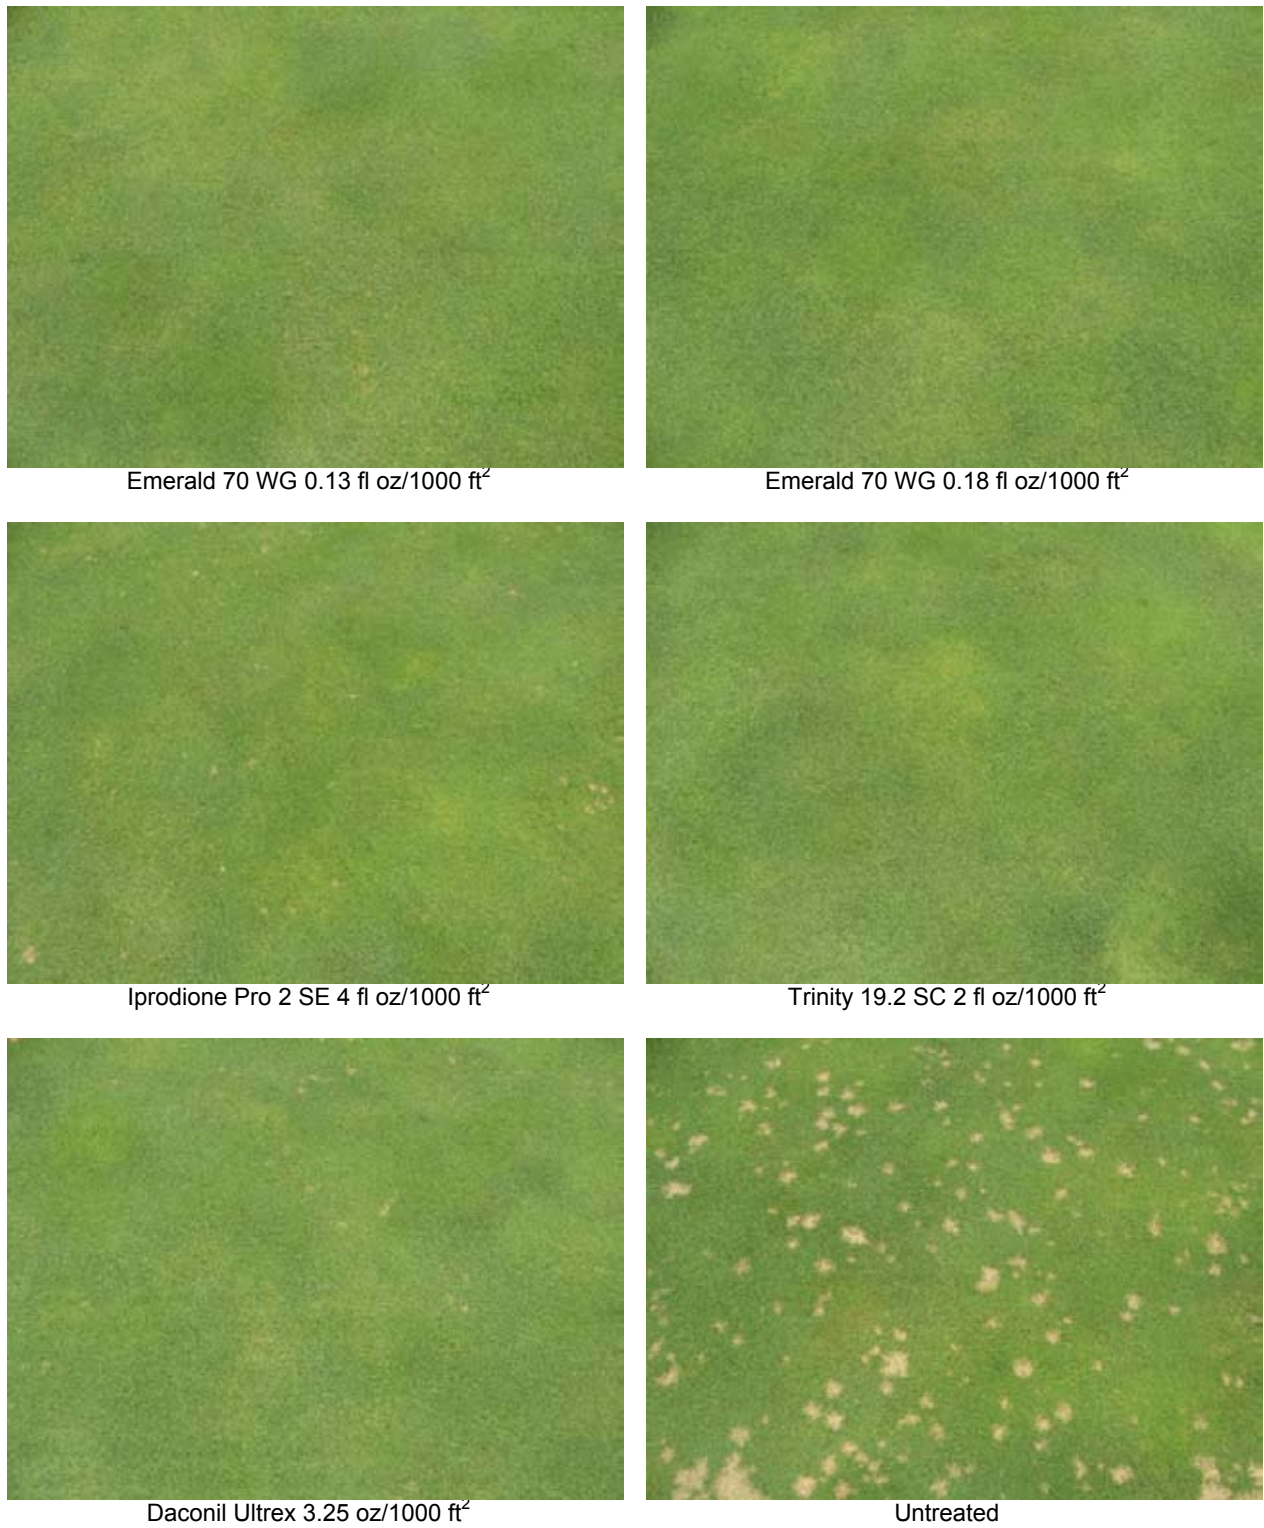 Emerald 70 WG 0.13 fl oz/1000 ft²
Emerald 70 WG 0.18 fl oz/1000 ft²
Iprodione Pro 2 SE 4 fl oz/1000 ft²
Trinity 19.2 SC 2 fl oz/1000 ft²
Daconil Ultrex 3.25 oz/1000 ft²
Untreated